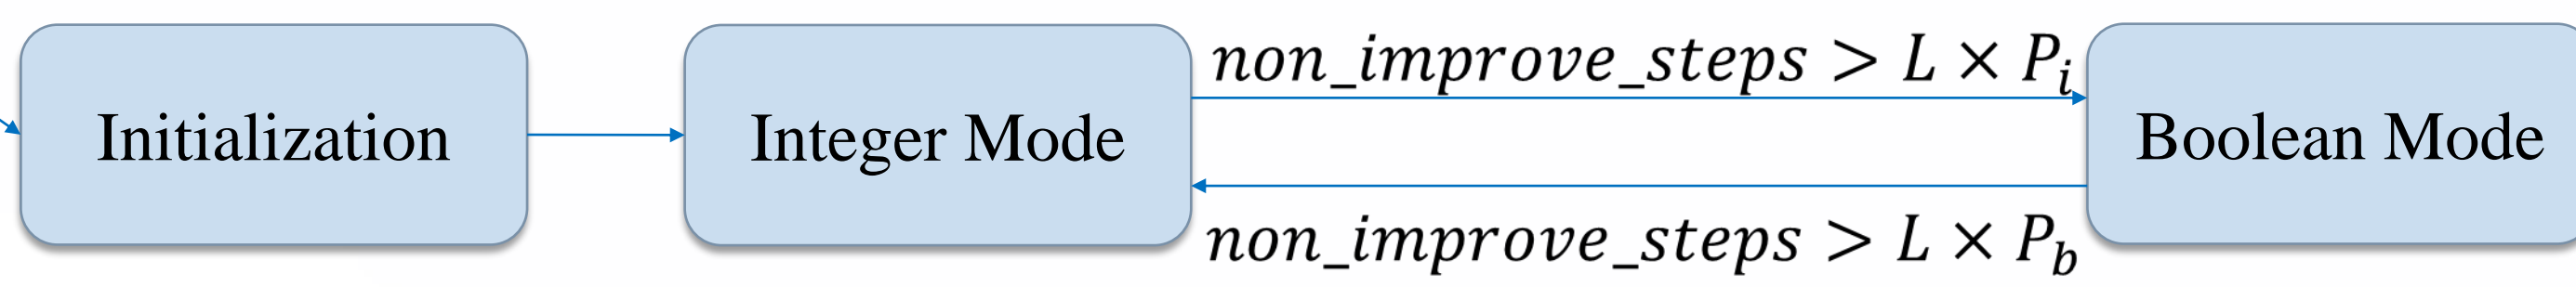 Initialization
Integer Mode
non_improve_steps > L × P_i
non_improve_steps > L × P_b
Boolean Mode